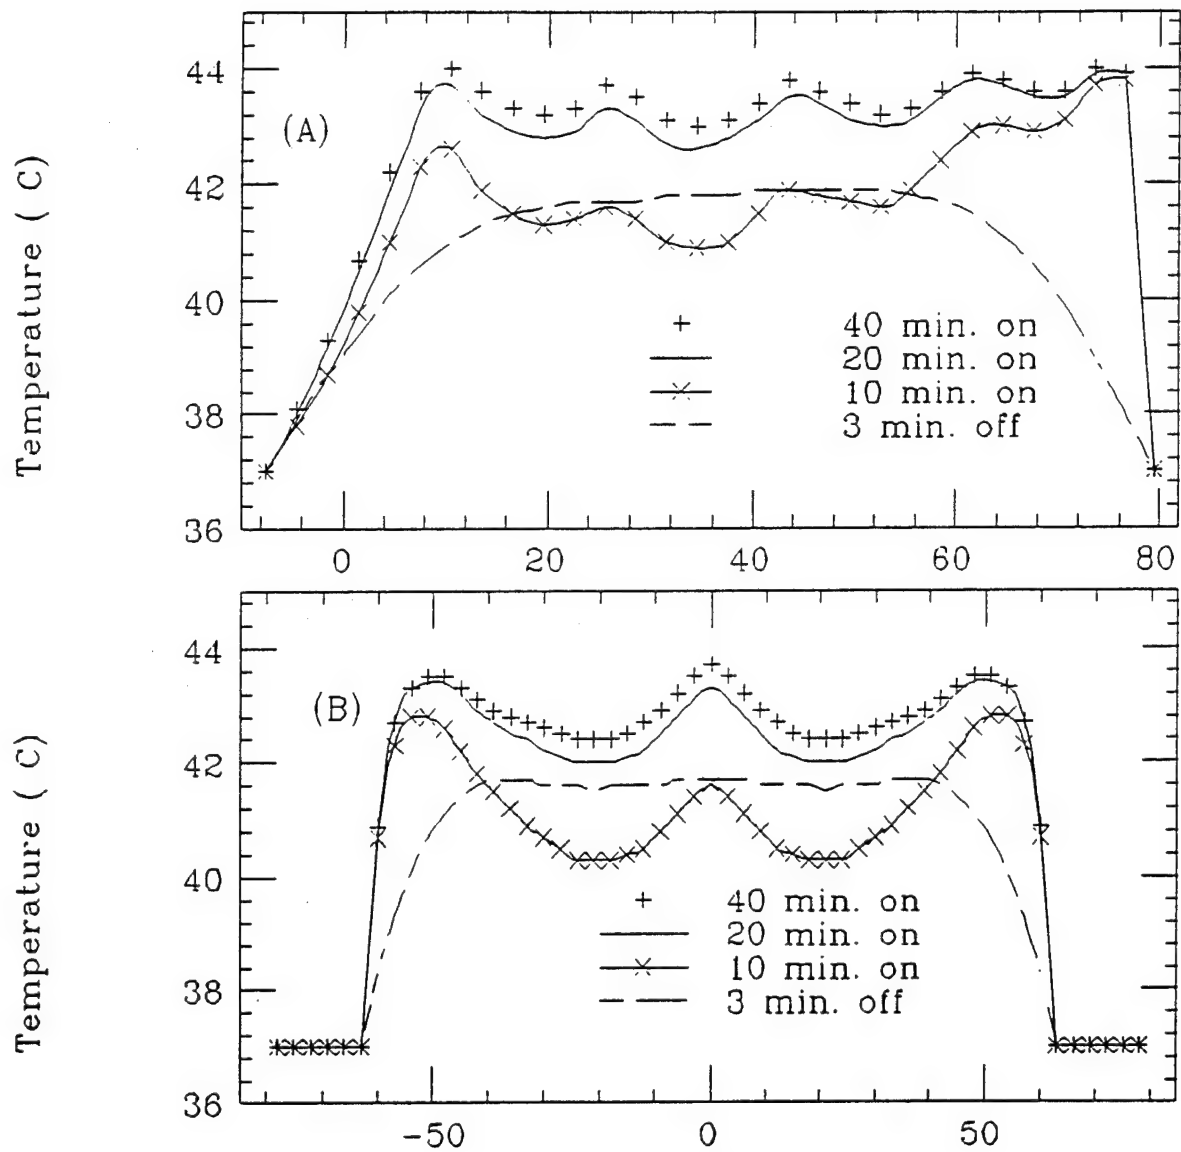 Temperature ( C)
44
42
40
38
36
(A)
+ 40 min. on
20 min. on
× 10 min. on
3 min. off
0 20 40 60 80
Temperature ( C)
44
42
40
38
36
(B)
+ 40 min. on
20 min. on
× 10 min. on
3 min. off
-50 0 50